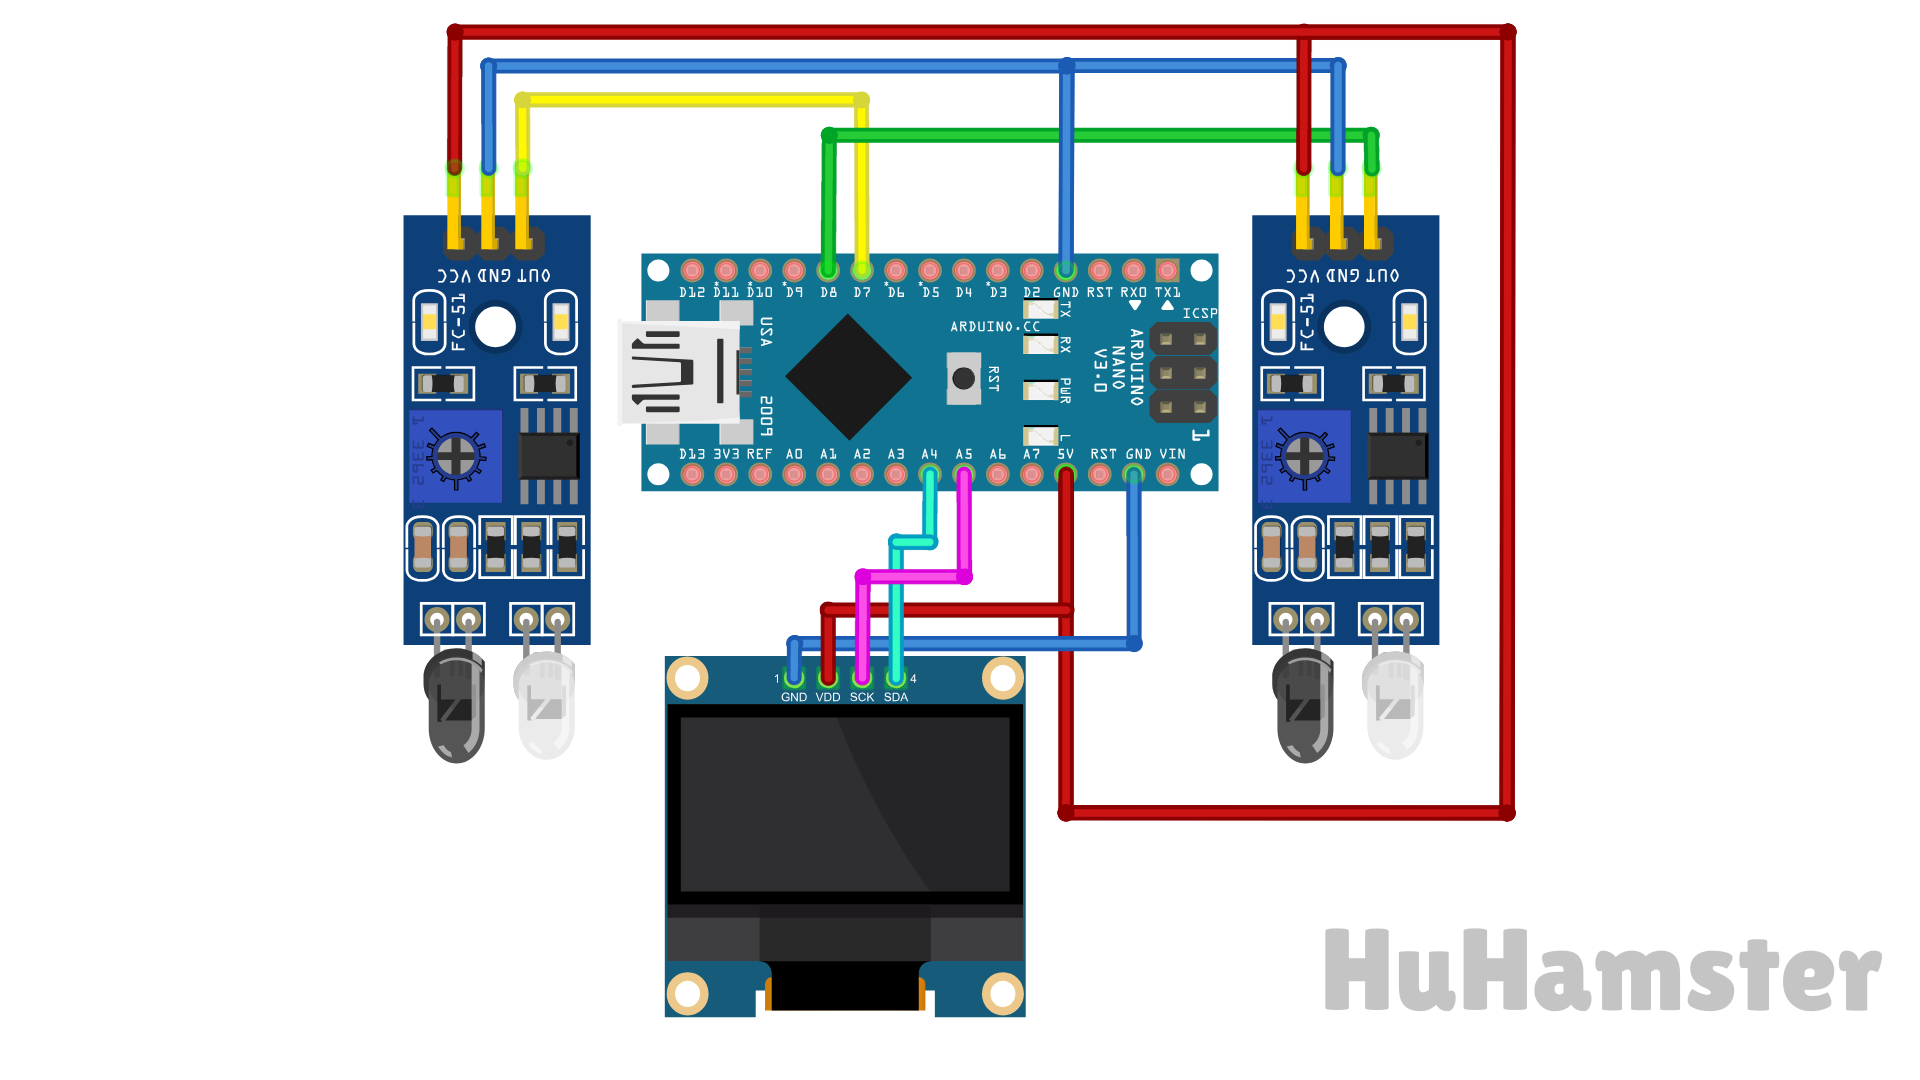 VCC GND OUT
FC-51
D12 *D11 *D10 *D9 D8 D7 *D6 *D5 D4 *D3 D2 GND RST RX0 TX1
USA
2009
ARDUINO.CC
RST
TX
RX
PWR
L
ARDUINO
NANO
V3.0
ICSP
1
D13 3V3 REF A0 A1 A2 A3 A4 A5 A6 A7 5V RST GND VIN
VCC GND OUT
FC-51
1 GND VDD SCK SDA 4
HuHamster